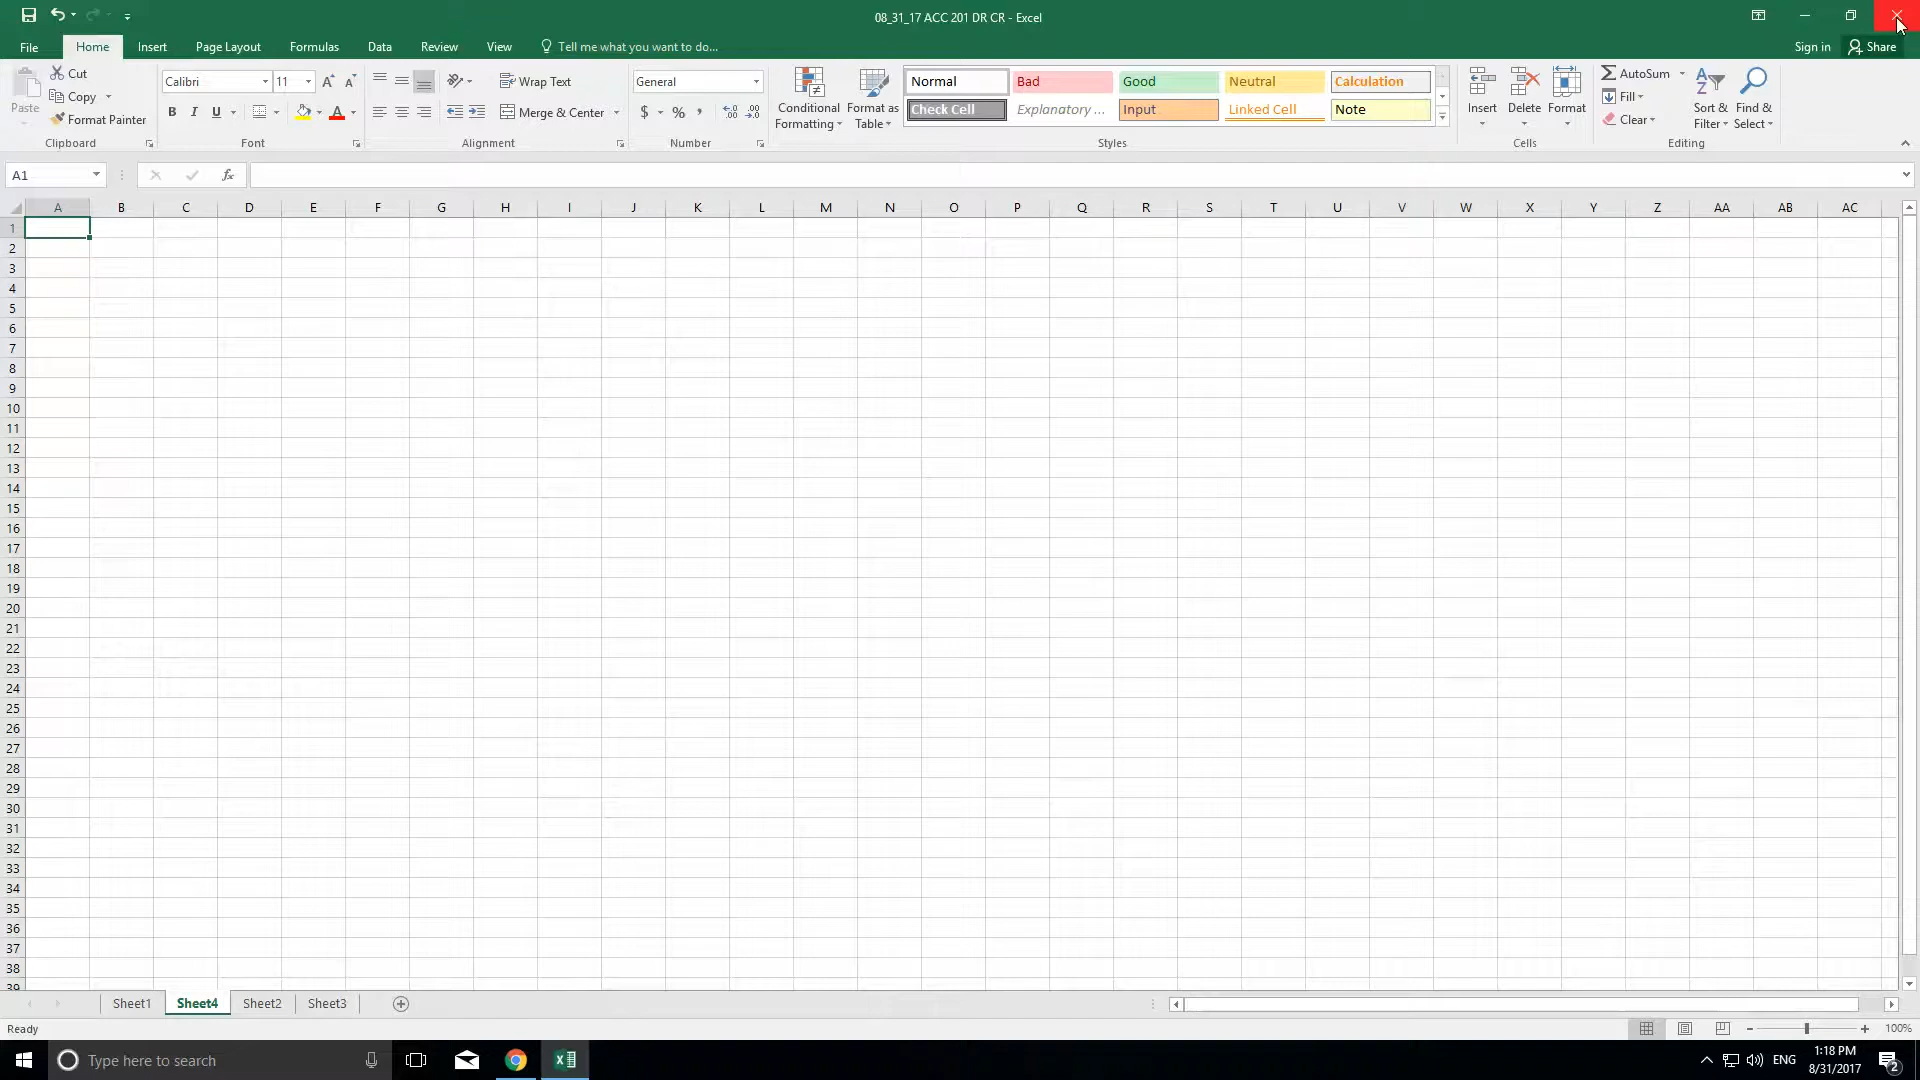 08_31_17 ACC 201 DR CR - Excel
File Home Insert Page Layout Formulas Data Review View Tell me what you want to do... Sign in Share
Paste
Cut
Copy
Format Painter
Clipboard
Calibri 11
B I U
Font
Wrap Text
Merge & Center
Alignment
General
$ % ,
Number
Conditional Formatting
Format as Table
Normal Bad Good Neutral Calculation
Check Cell Explanatory ... Input Linked Cell Note
Styles
Insert Delete Format
Cells
AutoSum
Fill
Clear
Sort & Filter
Find & Select
Editing
A1 fx
A B C D E F G H I J K L M N O P Q R S T U V W X Y Z AA AB AC
1
2
3
4
5
6
7
8
9
10
11
12
13
14
15
16
17
18
19
20
21
22
23
24
25
26
27
28
29
30
31
32
33
34
35
36
37
38
39
Sheet1 Sheet4 Sheet2 Sheet3
Ready 100%
Type here to search ENG 1:18 PM
8/31/2017 2